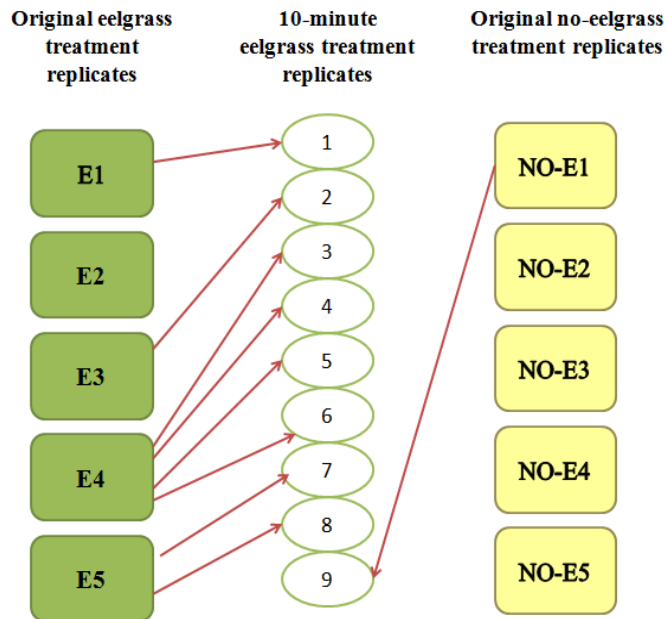 Original eelgrass
treatment
replicates
10-minute
eelgrass treatment
replicates
Original no-eelgrass
treatment replicates
E1
E2
E3
E4
E5
1
2
3
4
5
6
7
8
9
NO-E1
NO-E2
NO-E3
NO-E4
NO-E5